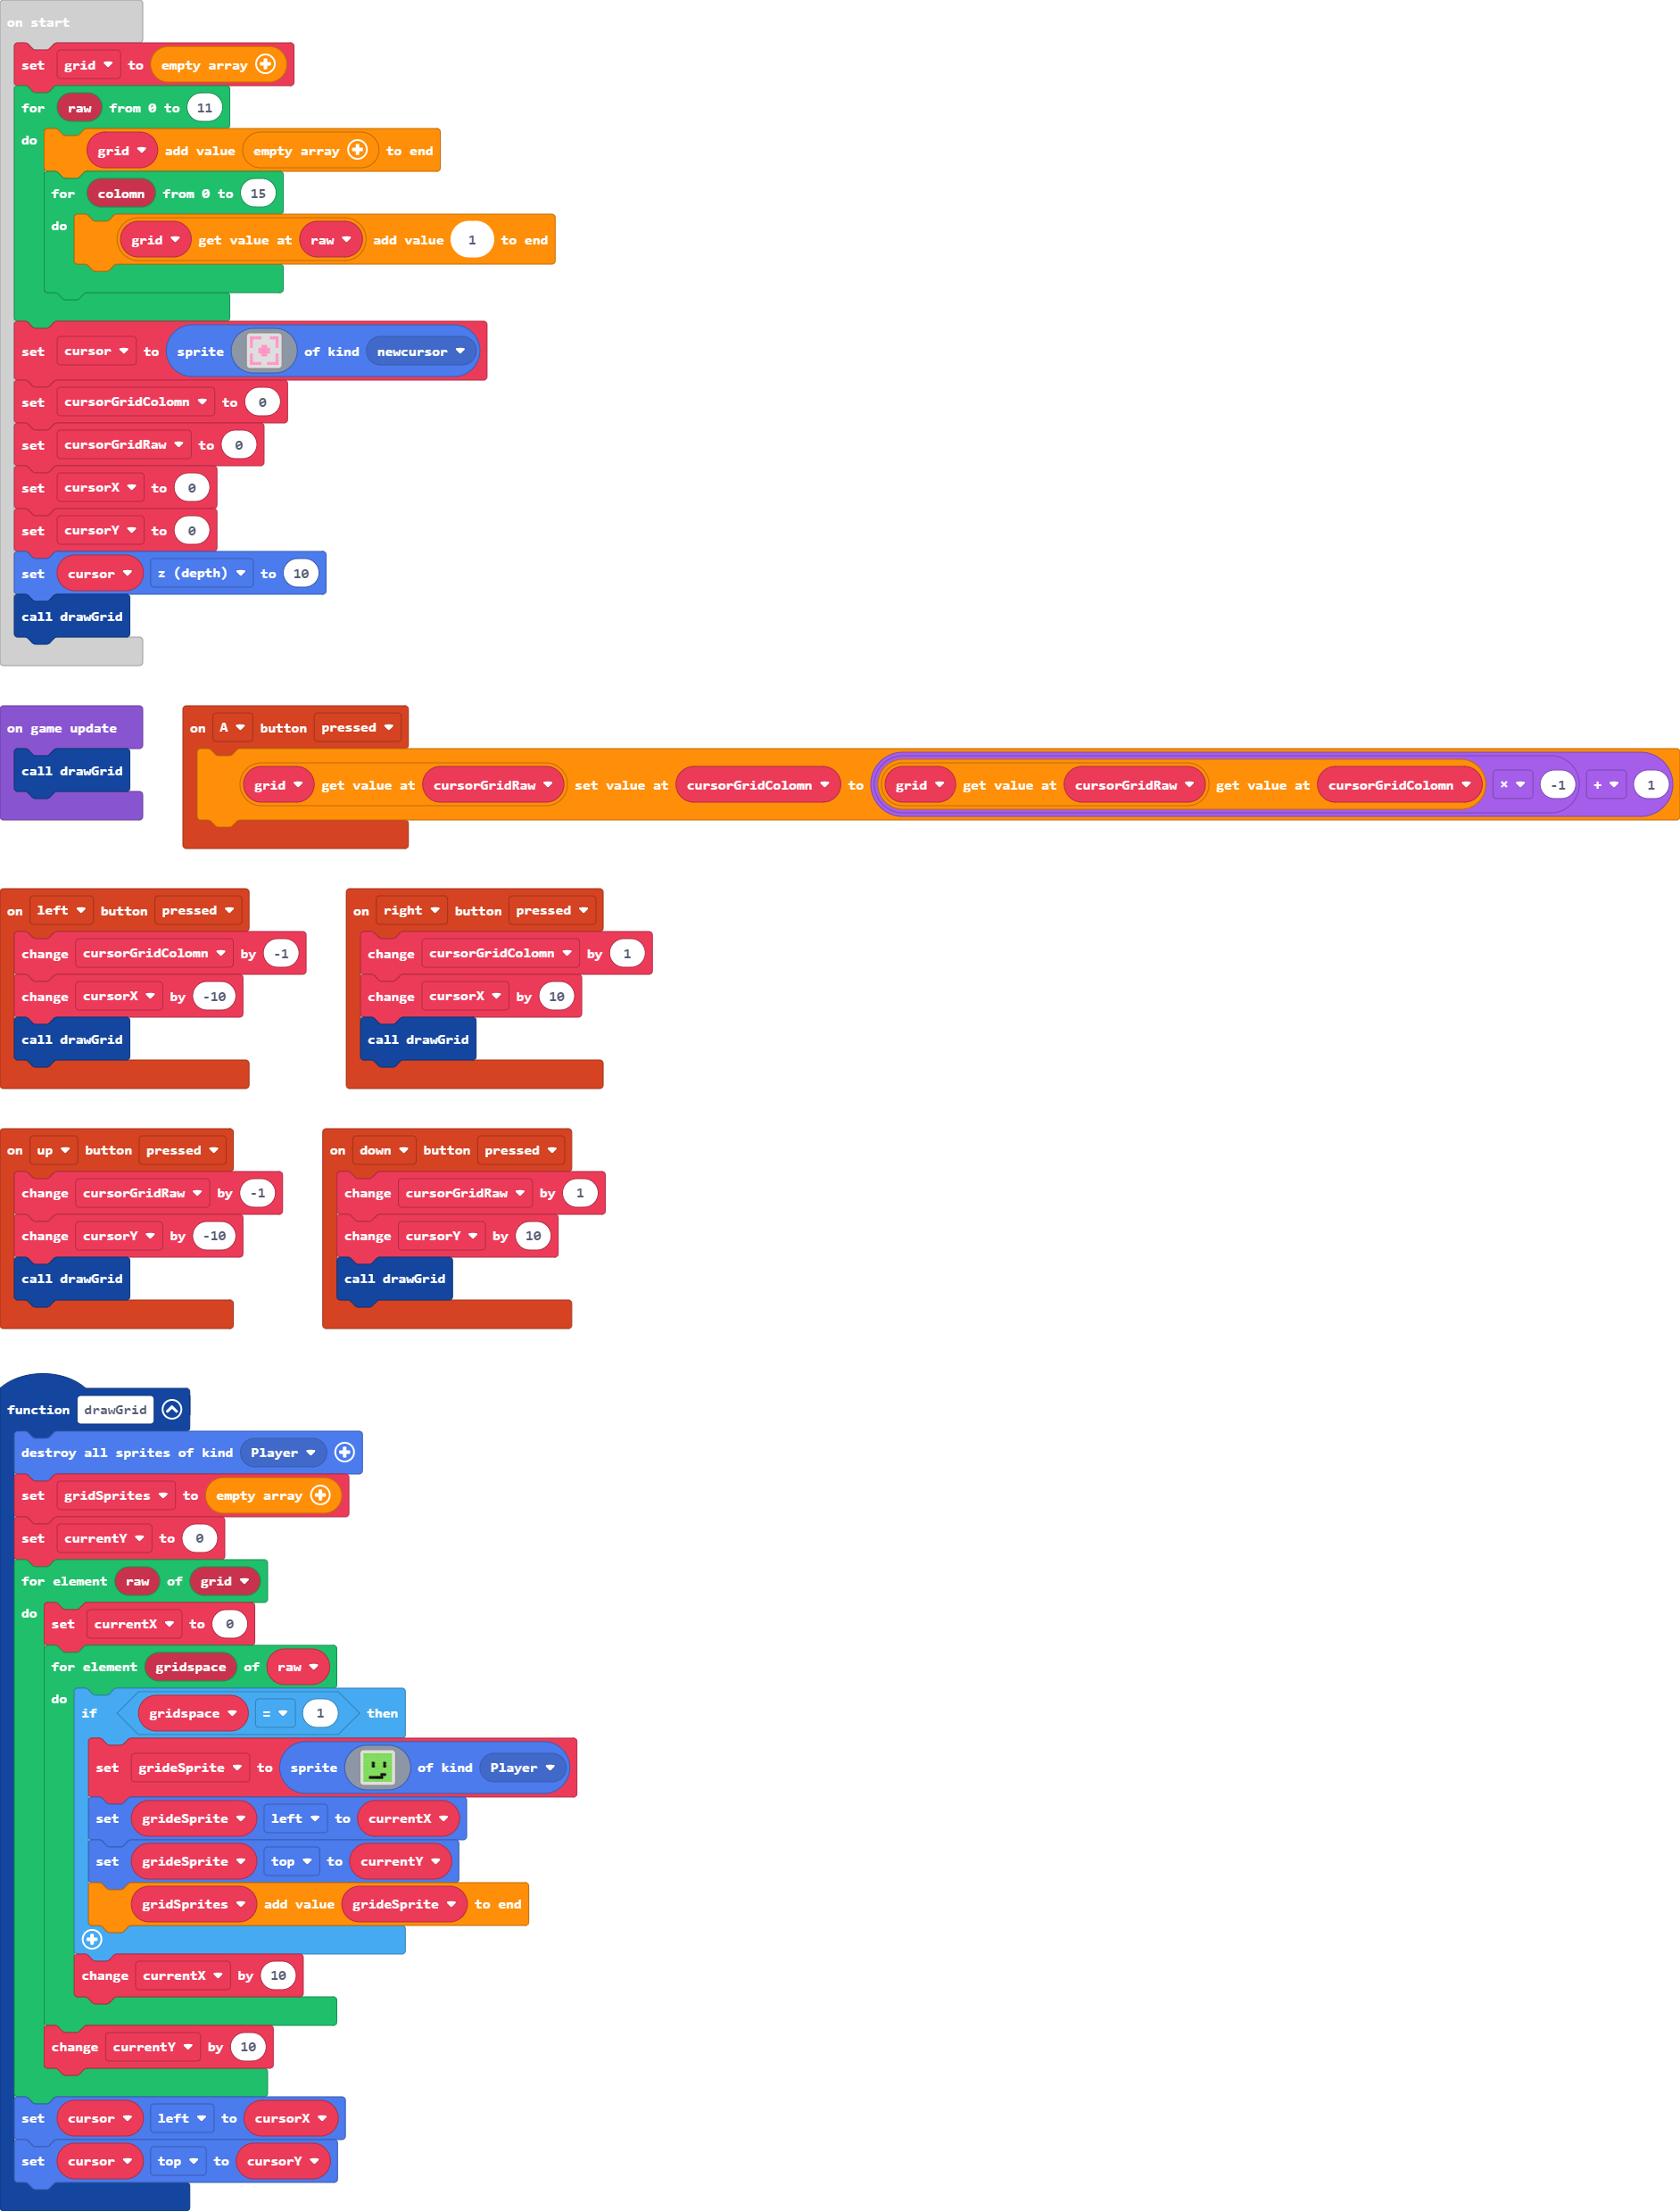 on start
set grid to empty array
for raw from 0 to 11
do
grid add value empty array to end
for colomn from 0 to 15
do
grid get value at raw add value 1 to end
set cursor to sprite of kind newcursor
set cursorGridColomn to 0
set cursorGridRaw to 0
set cursorX to 0
set cursorY to 0
set cursor z (depth) to 10
call drawGrid
on game update
call drawGrid
on A button pressed
grid get value at cursorGridRaw set value at cursorGridColomn to grid get value at cursorGridRaw get value at cursorGridColomn × -1 + 1
on left button pressed
change cursorGridColomn by -1
change cursorX by -10
call drawGrid
on right button pressed
change cursorGridColomn by 1
change cursorX by 10
call drawGrid
on up button pressed
change cursorGridRaw by -1
change cursorY by -10
call drawGrid
on down button pressed
change cursorGridRaw by 1
change cursorY by 10
call drawGrid
function drawGrid
destroy all sprites of kind Player
set gridSprites to empty array
set currentY to 0
for element raw of grid
do
set currentX to 0
for element gridspace of raw
do
if gridspace = 1 then
set grideSprite to sprite of kind Player
set grideSprite left to currentX
set grideSprite top to currentY
gridSprites add value grideSprite to end
change currentX by 10
change currentY by 10
set cursor left to cursorX
set cursor top to cursorY